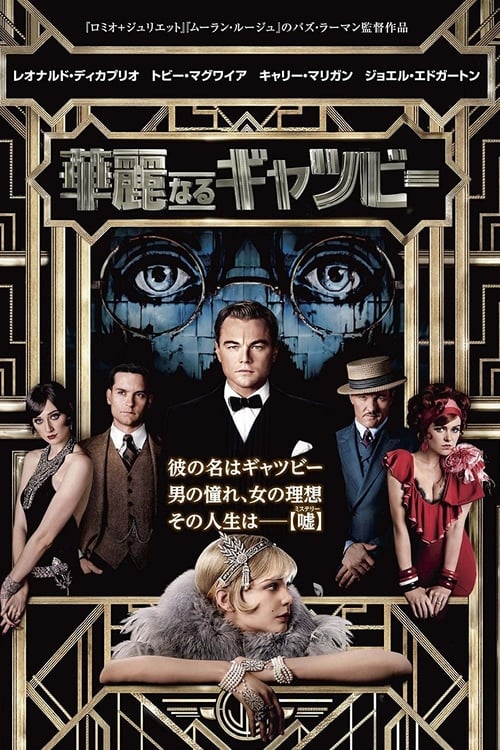 『ロミオ+ジュリエット』『ムーラン・ルージュ』のバズ・ラーマン監督作品
レオナルド・ディカプリオ トビー・マグワイア キャリー・マリガン ジョエル・エドガートン
華麗なるギャツビー
彼の名はギャツビー
男の憧れ、女の理想
ミステリー
その人生は──【嘘】